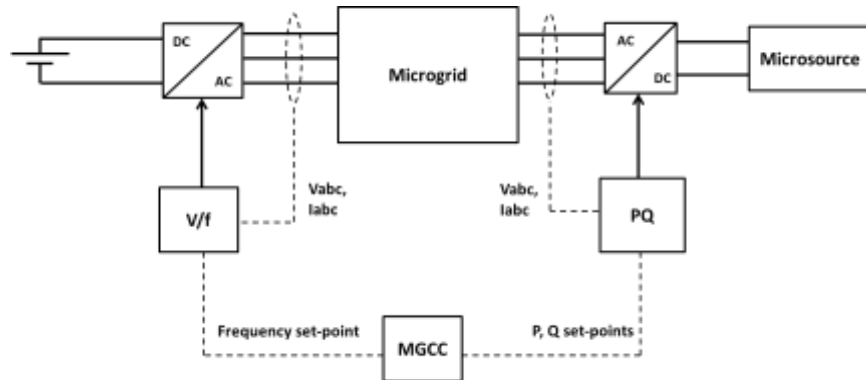 DC
AC
Microgrid
AC
DC
Microsource
Vabc,
Iabc
Vabc,
Iabc
V/f
PQ
Frequency set-point
MGCC
P, Q set-points